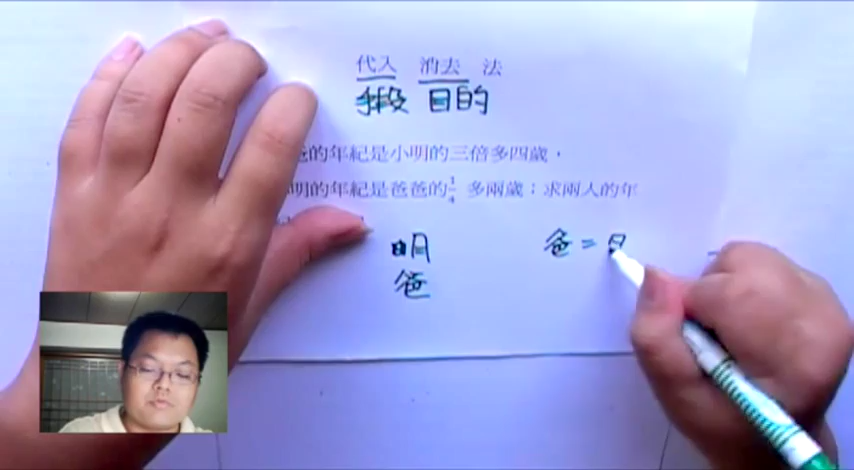 代入 消去 法
手段 目的
的年紀是小明的三倍多四歲，
明的年紀是爸爸的1/4 多兩歲；求兩人的年
明 爸=
爸